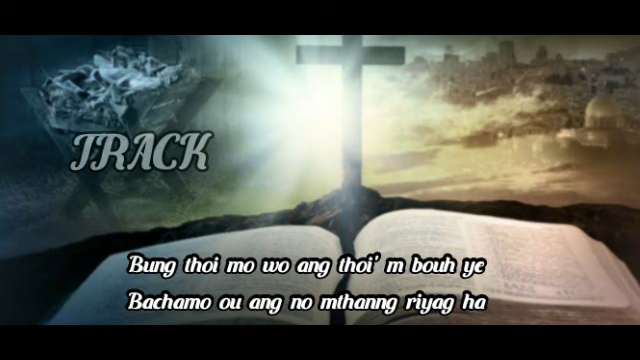 TRACK
Bung thoi mo wo ang thoi' m bouh ye
Bachamo ou ang no mthanng riyag ha